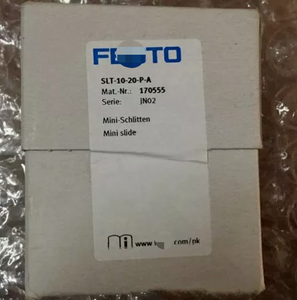 FESTO
SLT-10-20-P-A
Mat.-Nr.: 170555
Serie: JN02
Mini-Schlitten
Mini slide
www. .com/pk